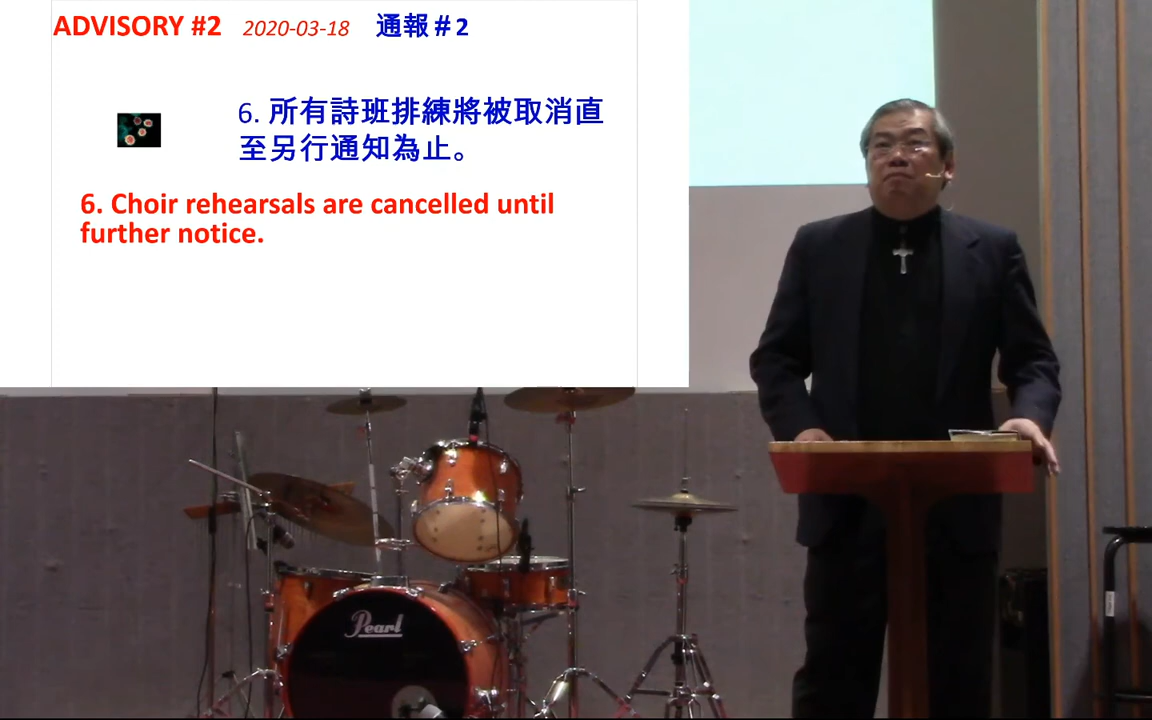 ADVISORY #2 2020-03-18 通報＃2
6. 所有詩班排練將被取消直
至另行通知為止。
6. Choir rehearsals are cancelled until
further notice.
Pearl